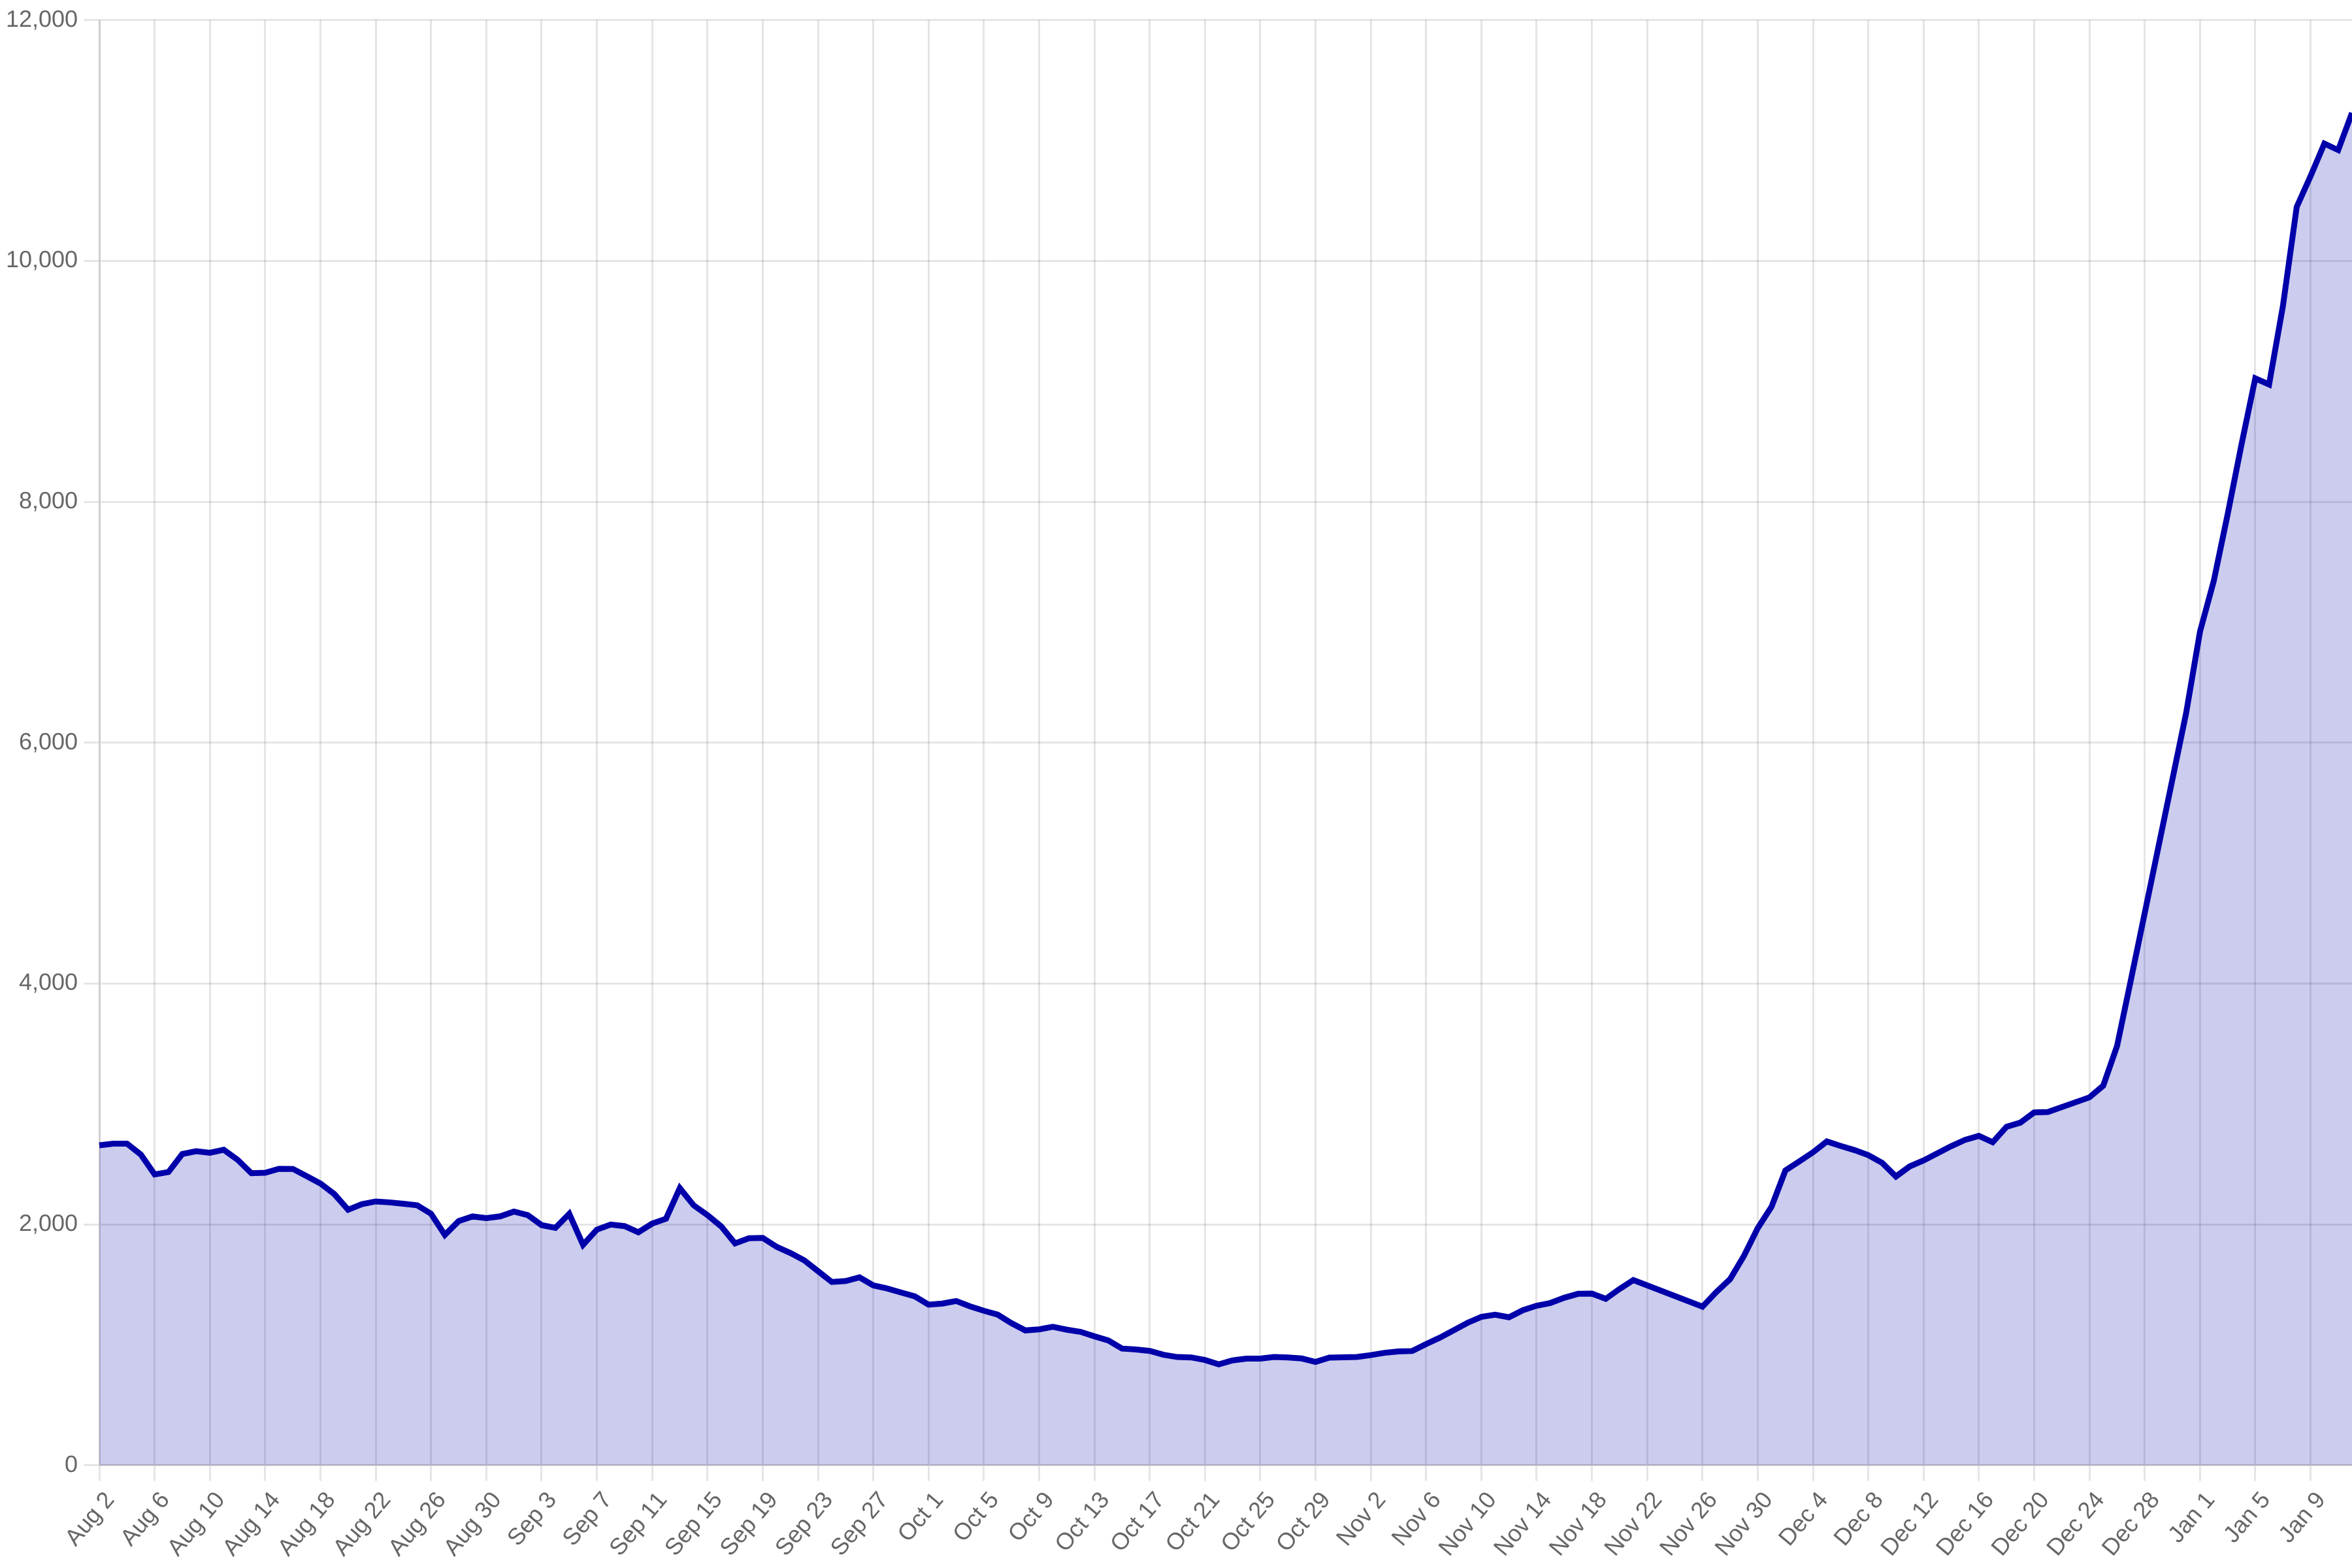 12,000
10,000
8,000
6,000
4,000
2,000
0
Aug 2
Aug 6
Aug 10
Aug 14
Aug 18
Aug 22
Aug 26
Aug 30
Sep 3
Sep 7
Sep 11
Sep 15
Sep 19
Sep 23
Sep 27
Oct 1
Oct 5
Oct 9
Oct 13
Oct 17
Oct 21
Oct 25
Oct 29
Nov 2
Nov 6
Nov 10
Nov 14
Nov 18
Nov 22
Nov 26
Nov 30
Dec 4
Dec 8
Dec 12
Dec 16
Dec 20
Dec 24
Dec 28
Jan 1
Jan 5
Jan 9